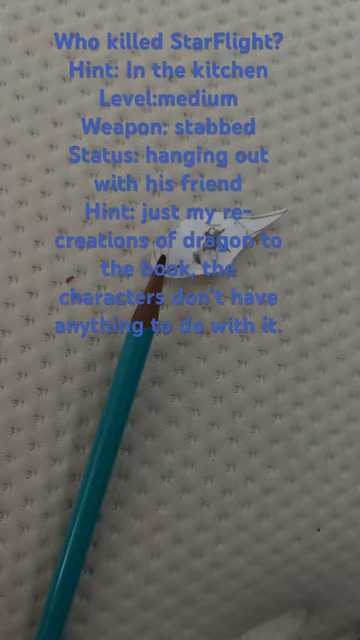 Who killed StarFlight?
Hint: In the kitchen
Level:medium
Weapon: stabbed
Status: hanging out
with his friend
Hint: just my re-
creations of dragon to
the book, the
characters don't have
anything to do with it.